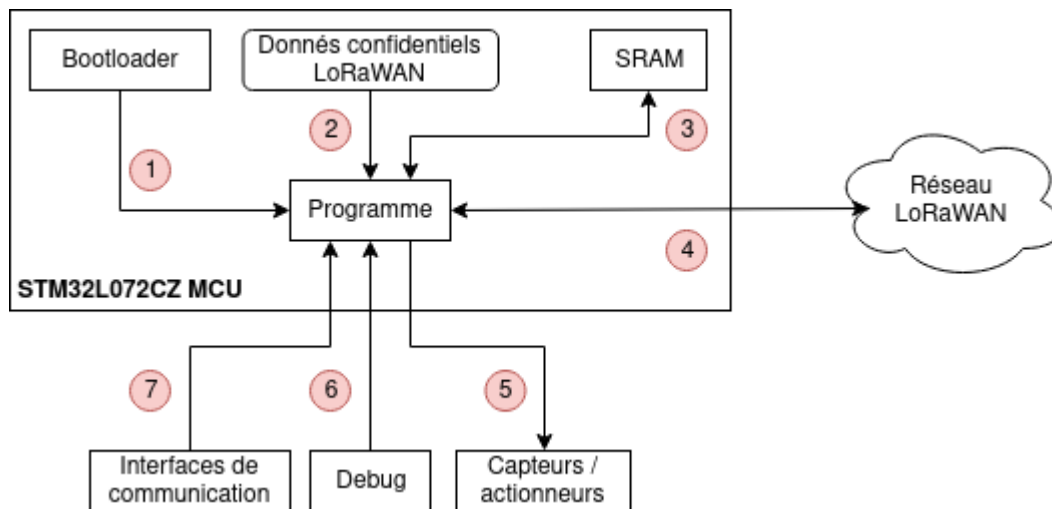 Bootloader
Donnés confidentiels
LoRaWAN
SRAM
1
2
3
Programme
Réseau
LoRaWAN
4
STM32L072CZ MCU
7
6
5
Interfaces de
communication
Debug
Capteurs /
actionneurs